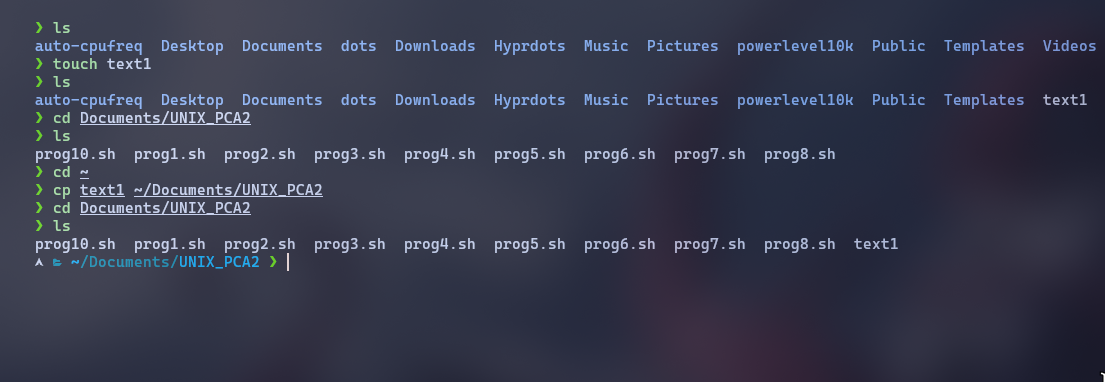 ❯ ls
auto-cpufreq  Desktop  Documents  dots  Downloads  Hyprdots  Music  Pictures  powerlevel10k  Public  Templates  Videos
❯ touch text1
❯ ls
auto-cpufreq  Desktop  Documents  dots  Downloads  Hyprdots  Music  Pictures  powerlevel10k  Public  Templates  text1
❯ cd Documents/UNIX_PCA2
❯ ls
prog10.sh  prog1.sh  prog2.sh  prog3.sh  prog4.sh  prog5.sh  prog6.sh  prog7.sh  prog8.sh
❯ cd ~
❯ cp text1 ~/Documents/UNIX_PCA2
❯ cd Documents/UNIX_PCA2
❯ ls
prog10.sh  prog1.sh  prog2.sh  prog3.sh  prog4.sh  prog5.sh  prog6.sh  prog7.sh  prog8.sh  text1
~/Documents/UNIX_PCA2 ❯